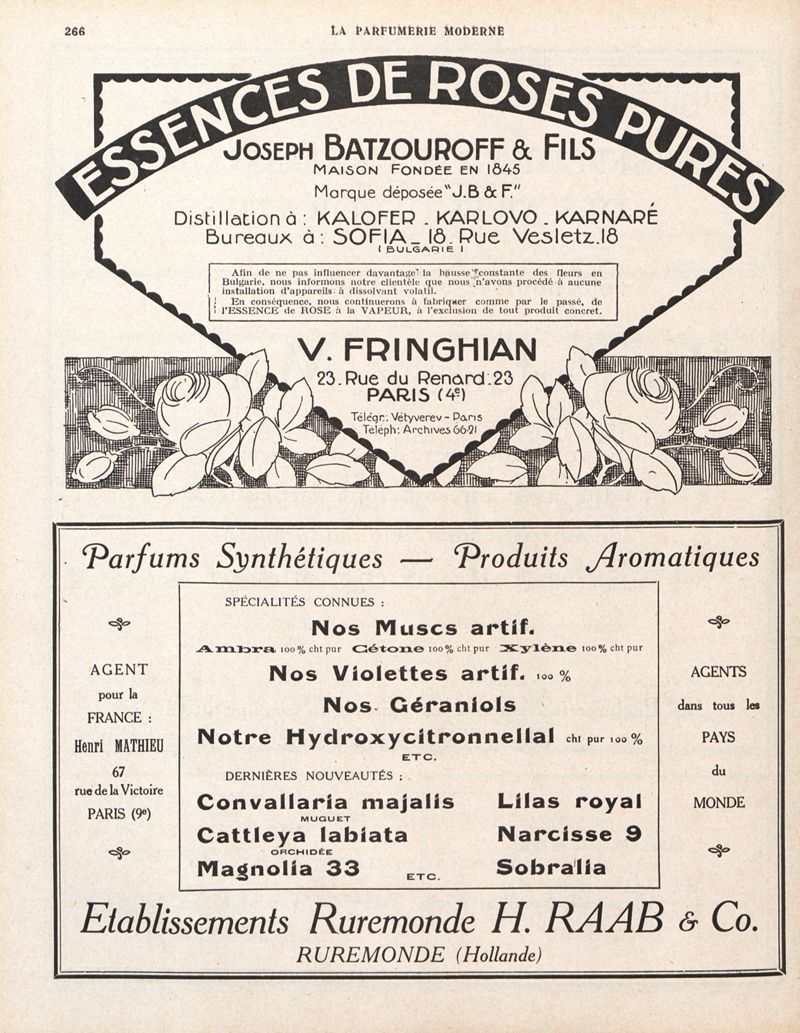 266
LA PARFUMERIE MODERNE
ESSENCES DE ROSES PURES
JOSEPH BATZOUROFF & FILS
MAISON FONDÉE EN 1845
Marque déposée "J.B & F."
Distillation à : KALOFER - KARLOVO - KARNARÉ
Bureaux à : SOFIA - 18. Rue Vesletz.18
( BULGARIE )
Afin de ne pas influencer davantage la hausse constante des fleurs en
Bulgarie, nous informons notre clientèle que nous n'avons procédé à aucune
installation d'appareils à dissolvant volatil.
En conséquence, nous continuerons à fabriquer comme par le passé, de
l'ESSENCE de ROSE à la VAPEUR, à l'exclusion de tout produit concret.
V. FRINGHIAN
23. Rue du Renard. 23
PARIS (4e)
Télégr.: Vétyverev - Paris
Téléph: Archives 66-21
Parfums Synthétiques — Produits Aromatiques
AGENT
pour la
FRANCE :
Henri MATHIEU
67
rue de la Victoire
PARIS (9e)
SPÉCIALITÉS CONNUES :
Nos Muscs artif.
Ambra 100 % cht pur Cétone 100 % cht pur Xylène 100 % cht pur
Nos Violettes artif. 100 %
Nos Géraniols
Notre Hydroxycitronnellal cht pur 100 %
ETC.
DERNIÈRES NOUVEAUTÉS :
Convallaria majalis Lilas royal
MUGUET
Cattleya labiata Narcisse 9
ORCHIDÉE
Magnolia 33 ETC. Sobralia
AGENTS
dans tous les
PAYS
du
MONDE
Etablissements Ruremonde H. RAAB & Co.
RUREMONDE (Hollande)